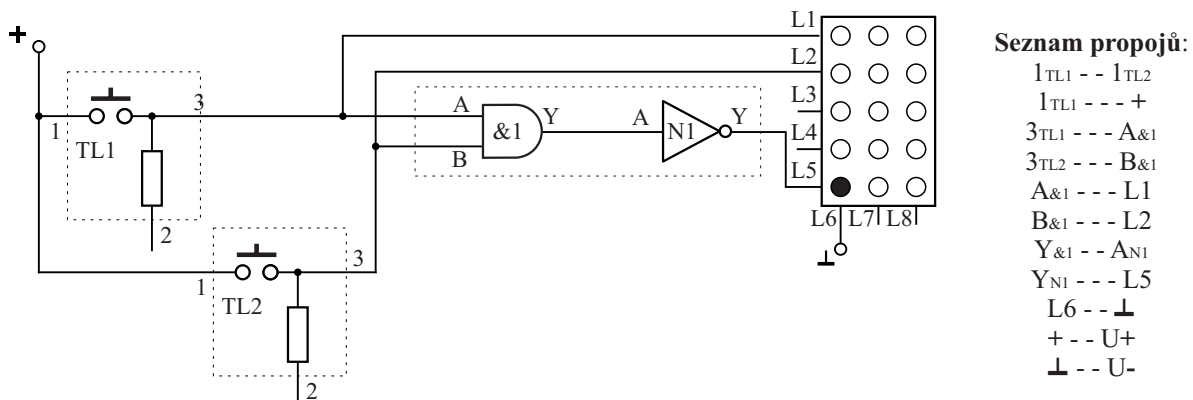 +
1
TL1
3
2
1
TL2
3
2
A
B
&1
Y
A
N1
Y
L1
L2
L3
L4
L5
L6 L7 L8
Seznam propojů:
1TL1 - - 1TL2
1TL1 - - - +
3TL1 - - - A&1
3TL2 - - - B&1
A&1 - - - L1
B&1 - - - L2
Y&1 - - AN1
YN1 - - - L5
L6 - - ⊥
+ - - U+
⊥ - - U-